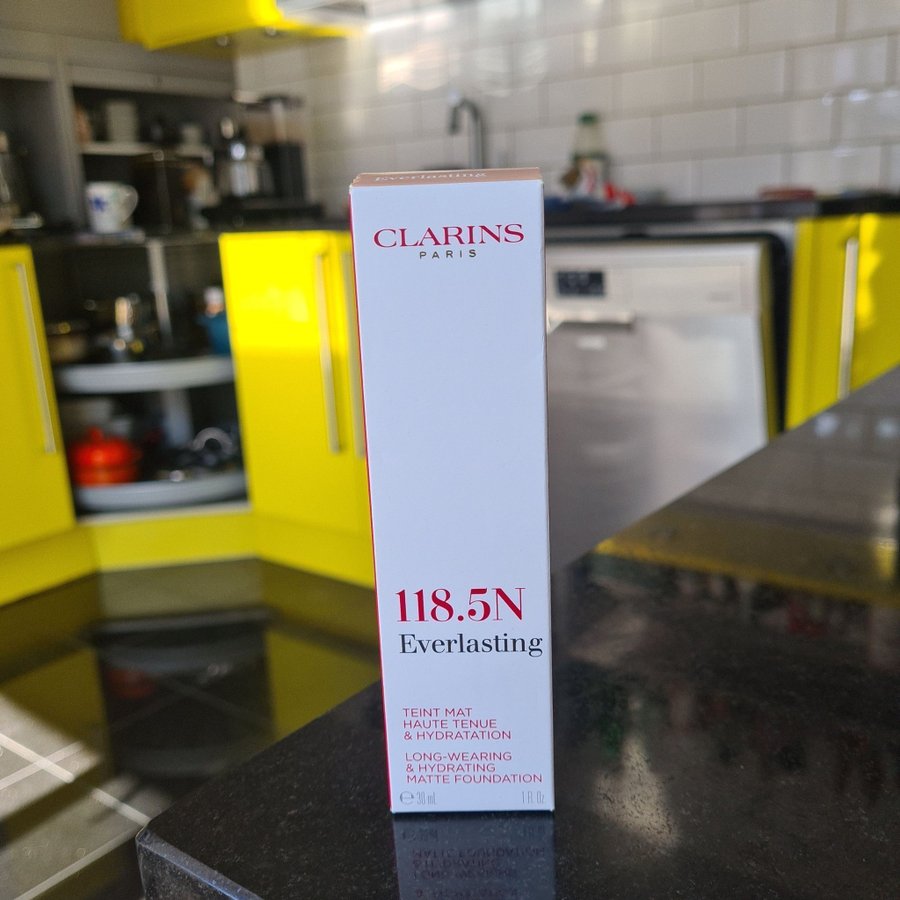 Everlasting
CLARINS
PARIS
118.5N
Everlasting
TEINT MAT
HAUTE TENUE
& HYDRATATION
LONG-WEARING
& HYDRATING
MATTE FOUNDATION
℮ 30 mL 1 Fl. Oz.